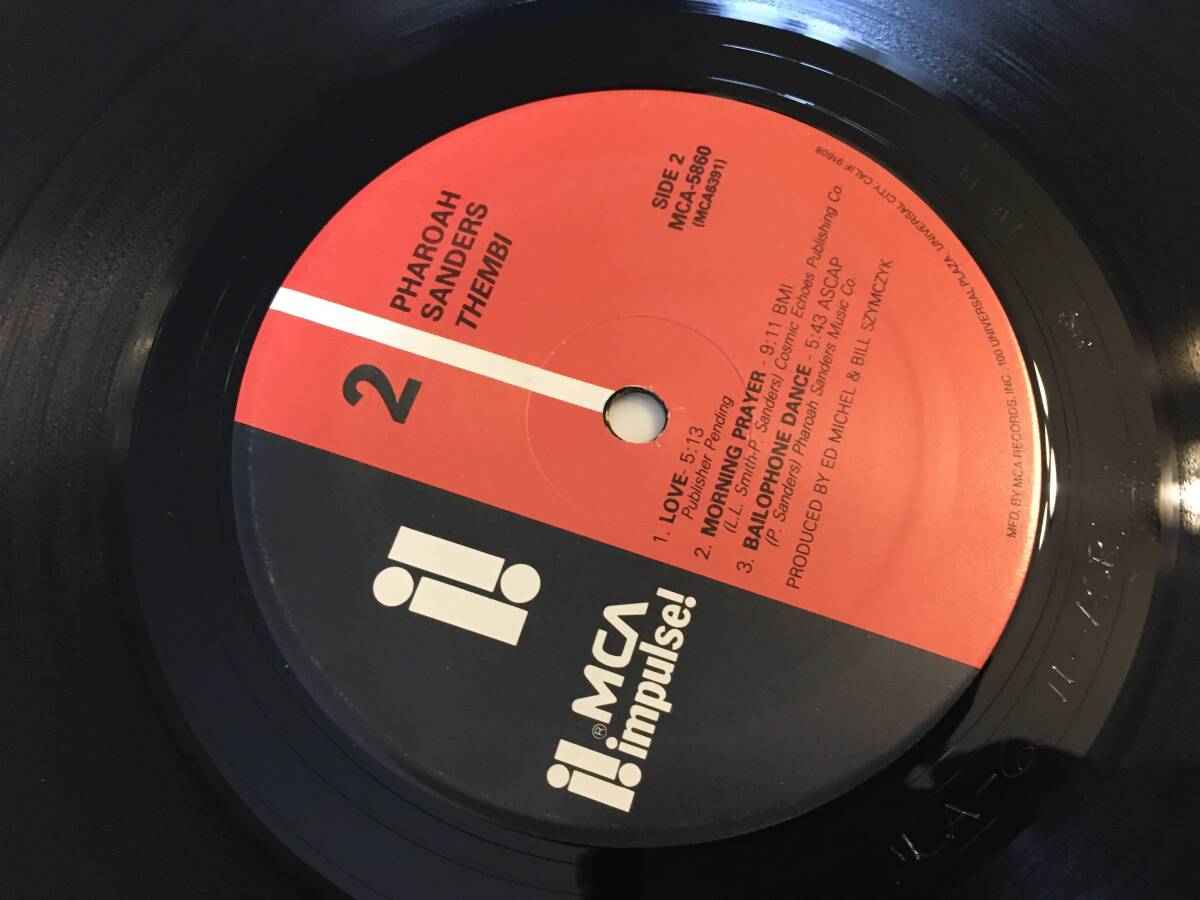 2
PHAROAH
SANDERS
THEMBI
SIDE 2
MCA-5860
(MCA6391)
1. LOVE- 5:13
Publisher Pending
2. MORNING PRAYER - 9:11 BMI
(L.L. Smith-P. Sanders) Cosmic Echoes Publishing Co.
3. BAILOPHONE DANCE - 5:43 ASCAP
(P. Sanders) Pharoah Sanders Music Co.
PRODUCED BY ED MICHEL & BILL SZYMCZYK
MCA
impulse!
®
MFD. BY MCA RECORDS, INC. 100 UNIVERSAL PLAZA, UNIVERSAL CITY, CALIF 91608